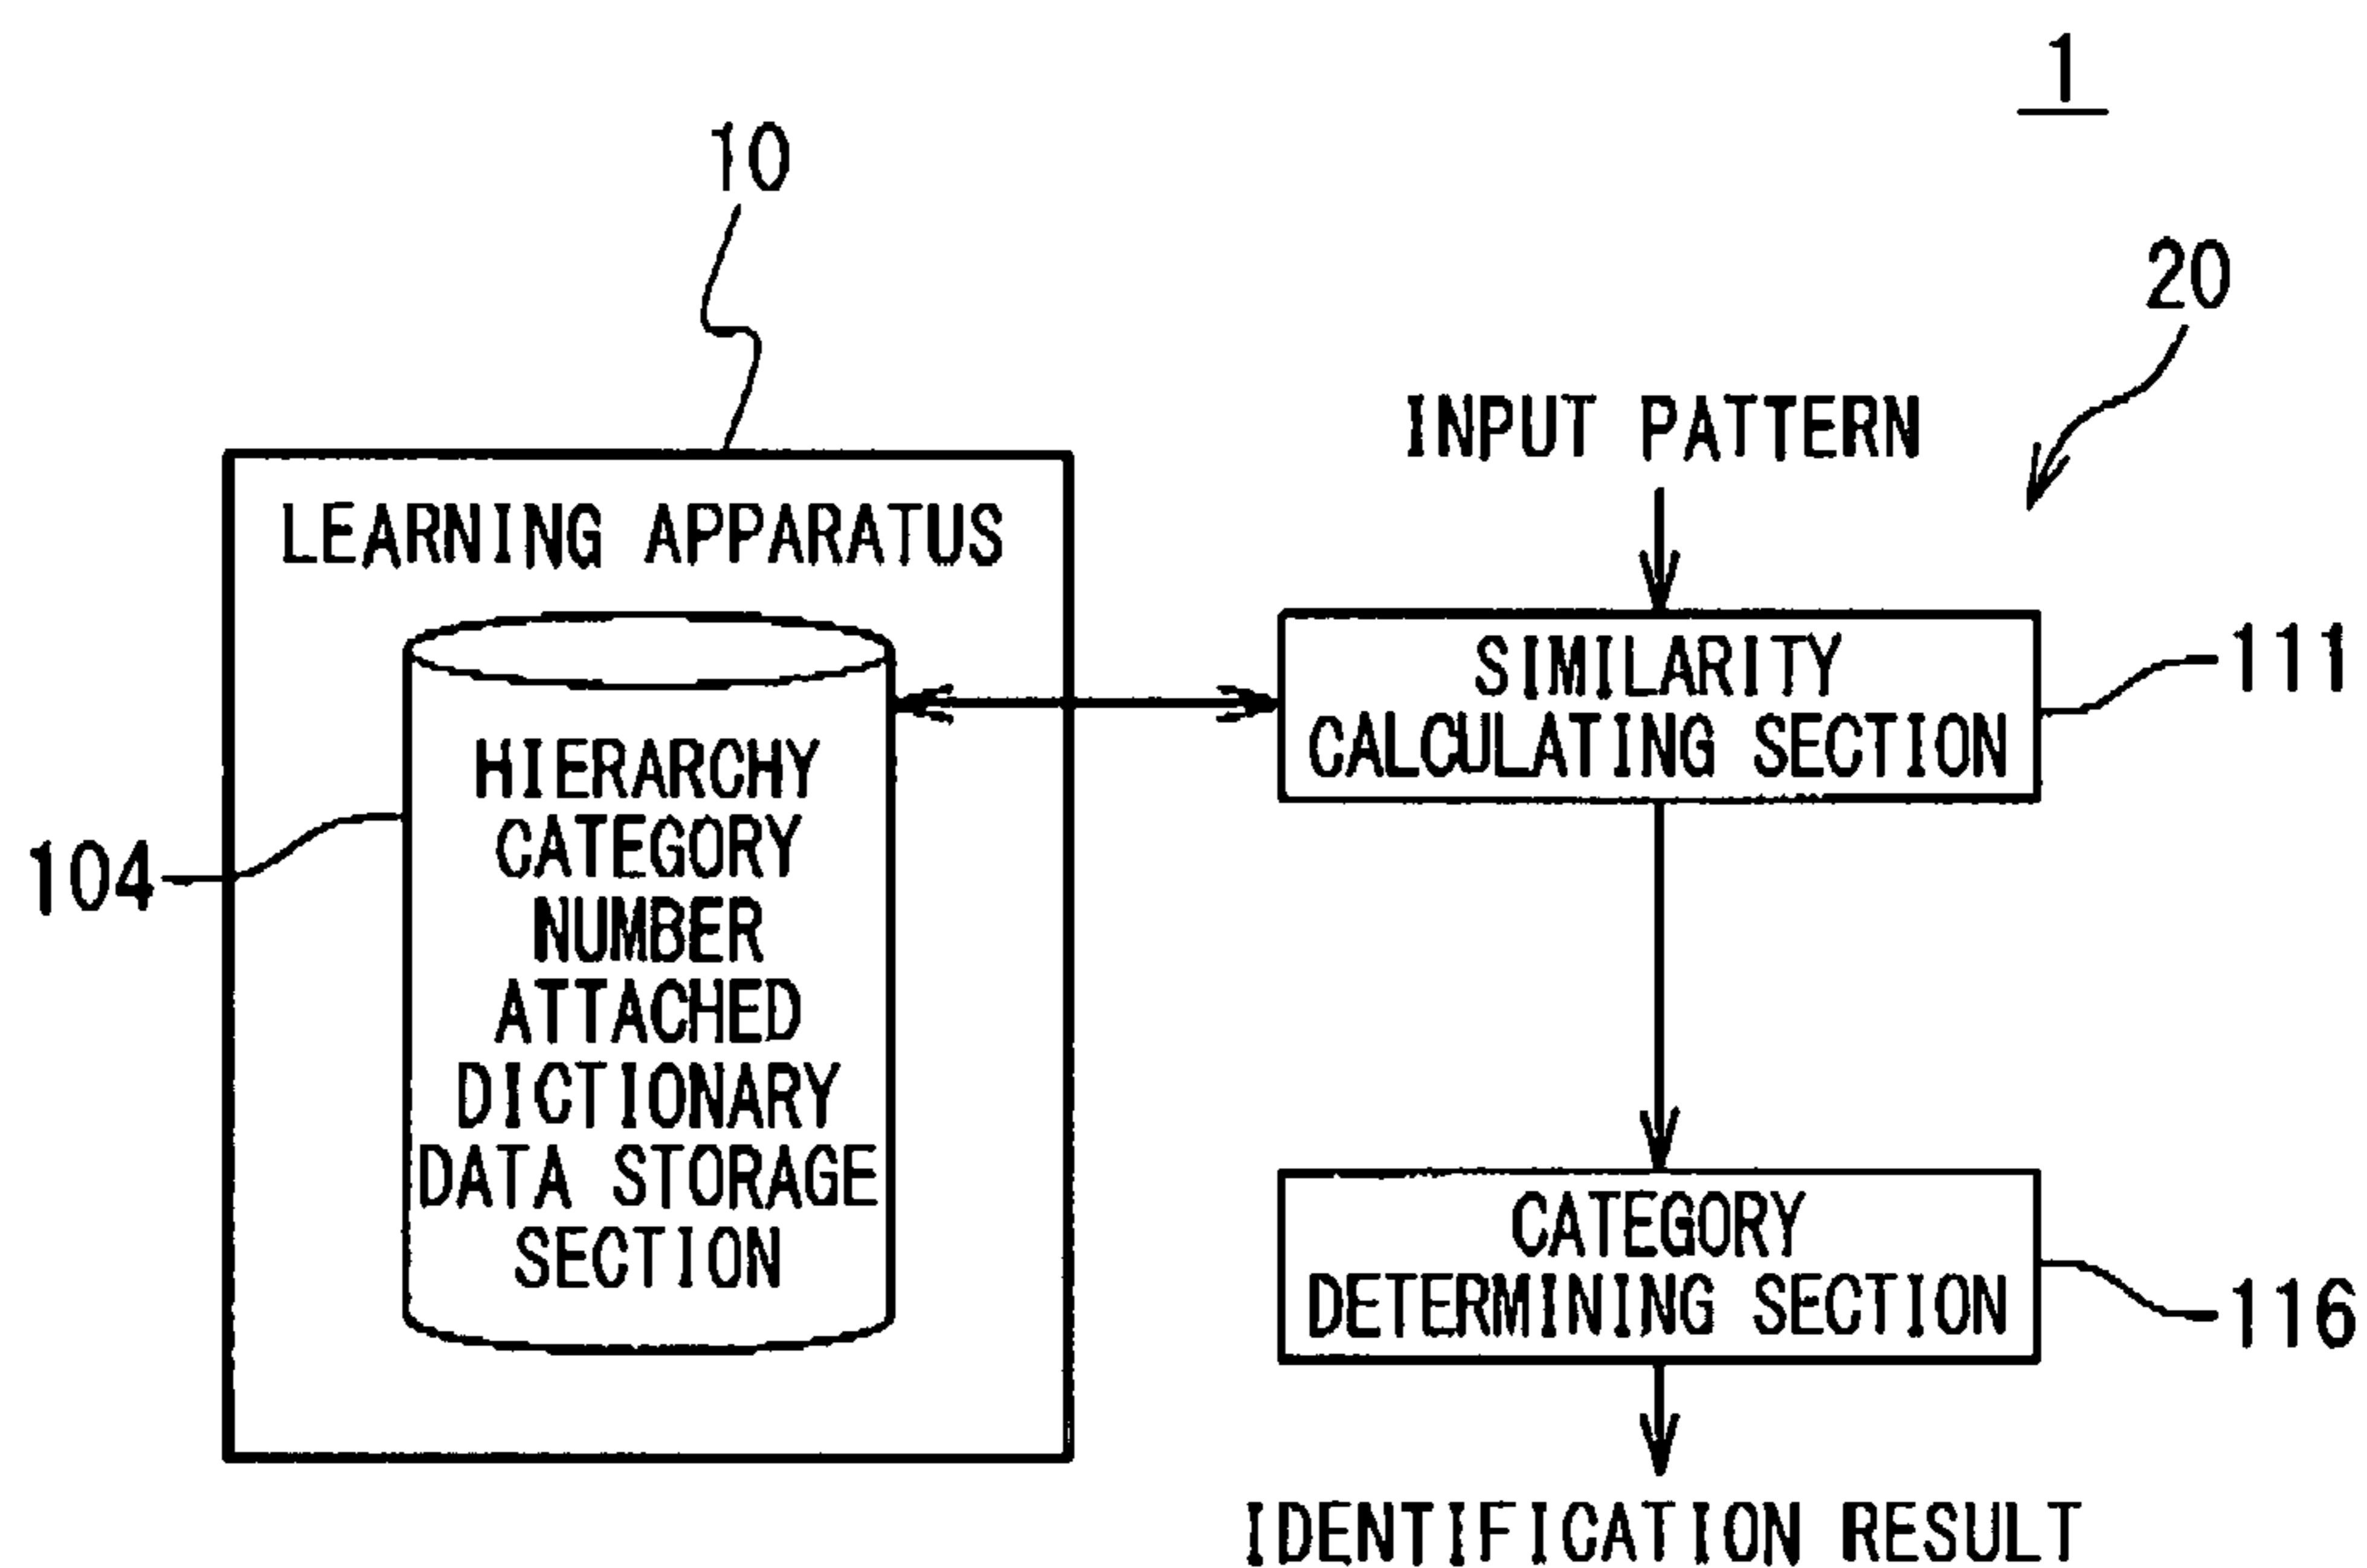 1
10
20
INPUT PATTERN
LEARNING APPARATUS
SIMILARITY
CALCULATING SECTION
111
HIERARCHY
CATEGORY
NUMBER
ATTACHED
DICTIONARY
DATA STORAGE
SECTION
104
CATEGORY
DETERMINING SECTION
116
IDENTIFICATION RESULT